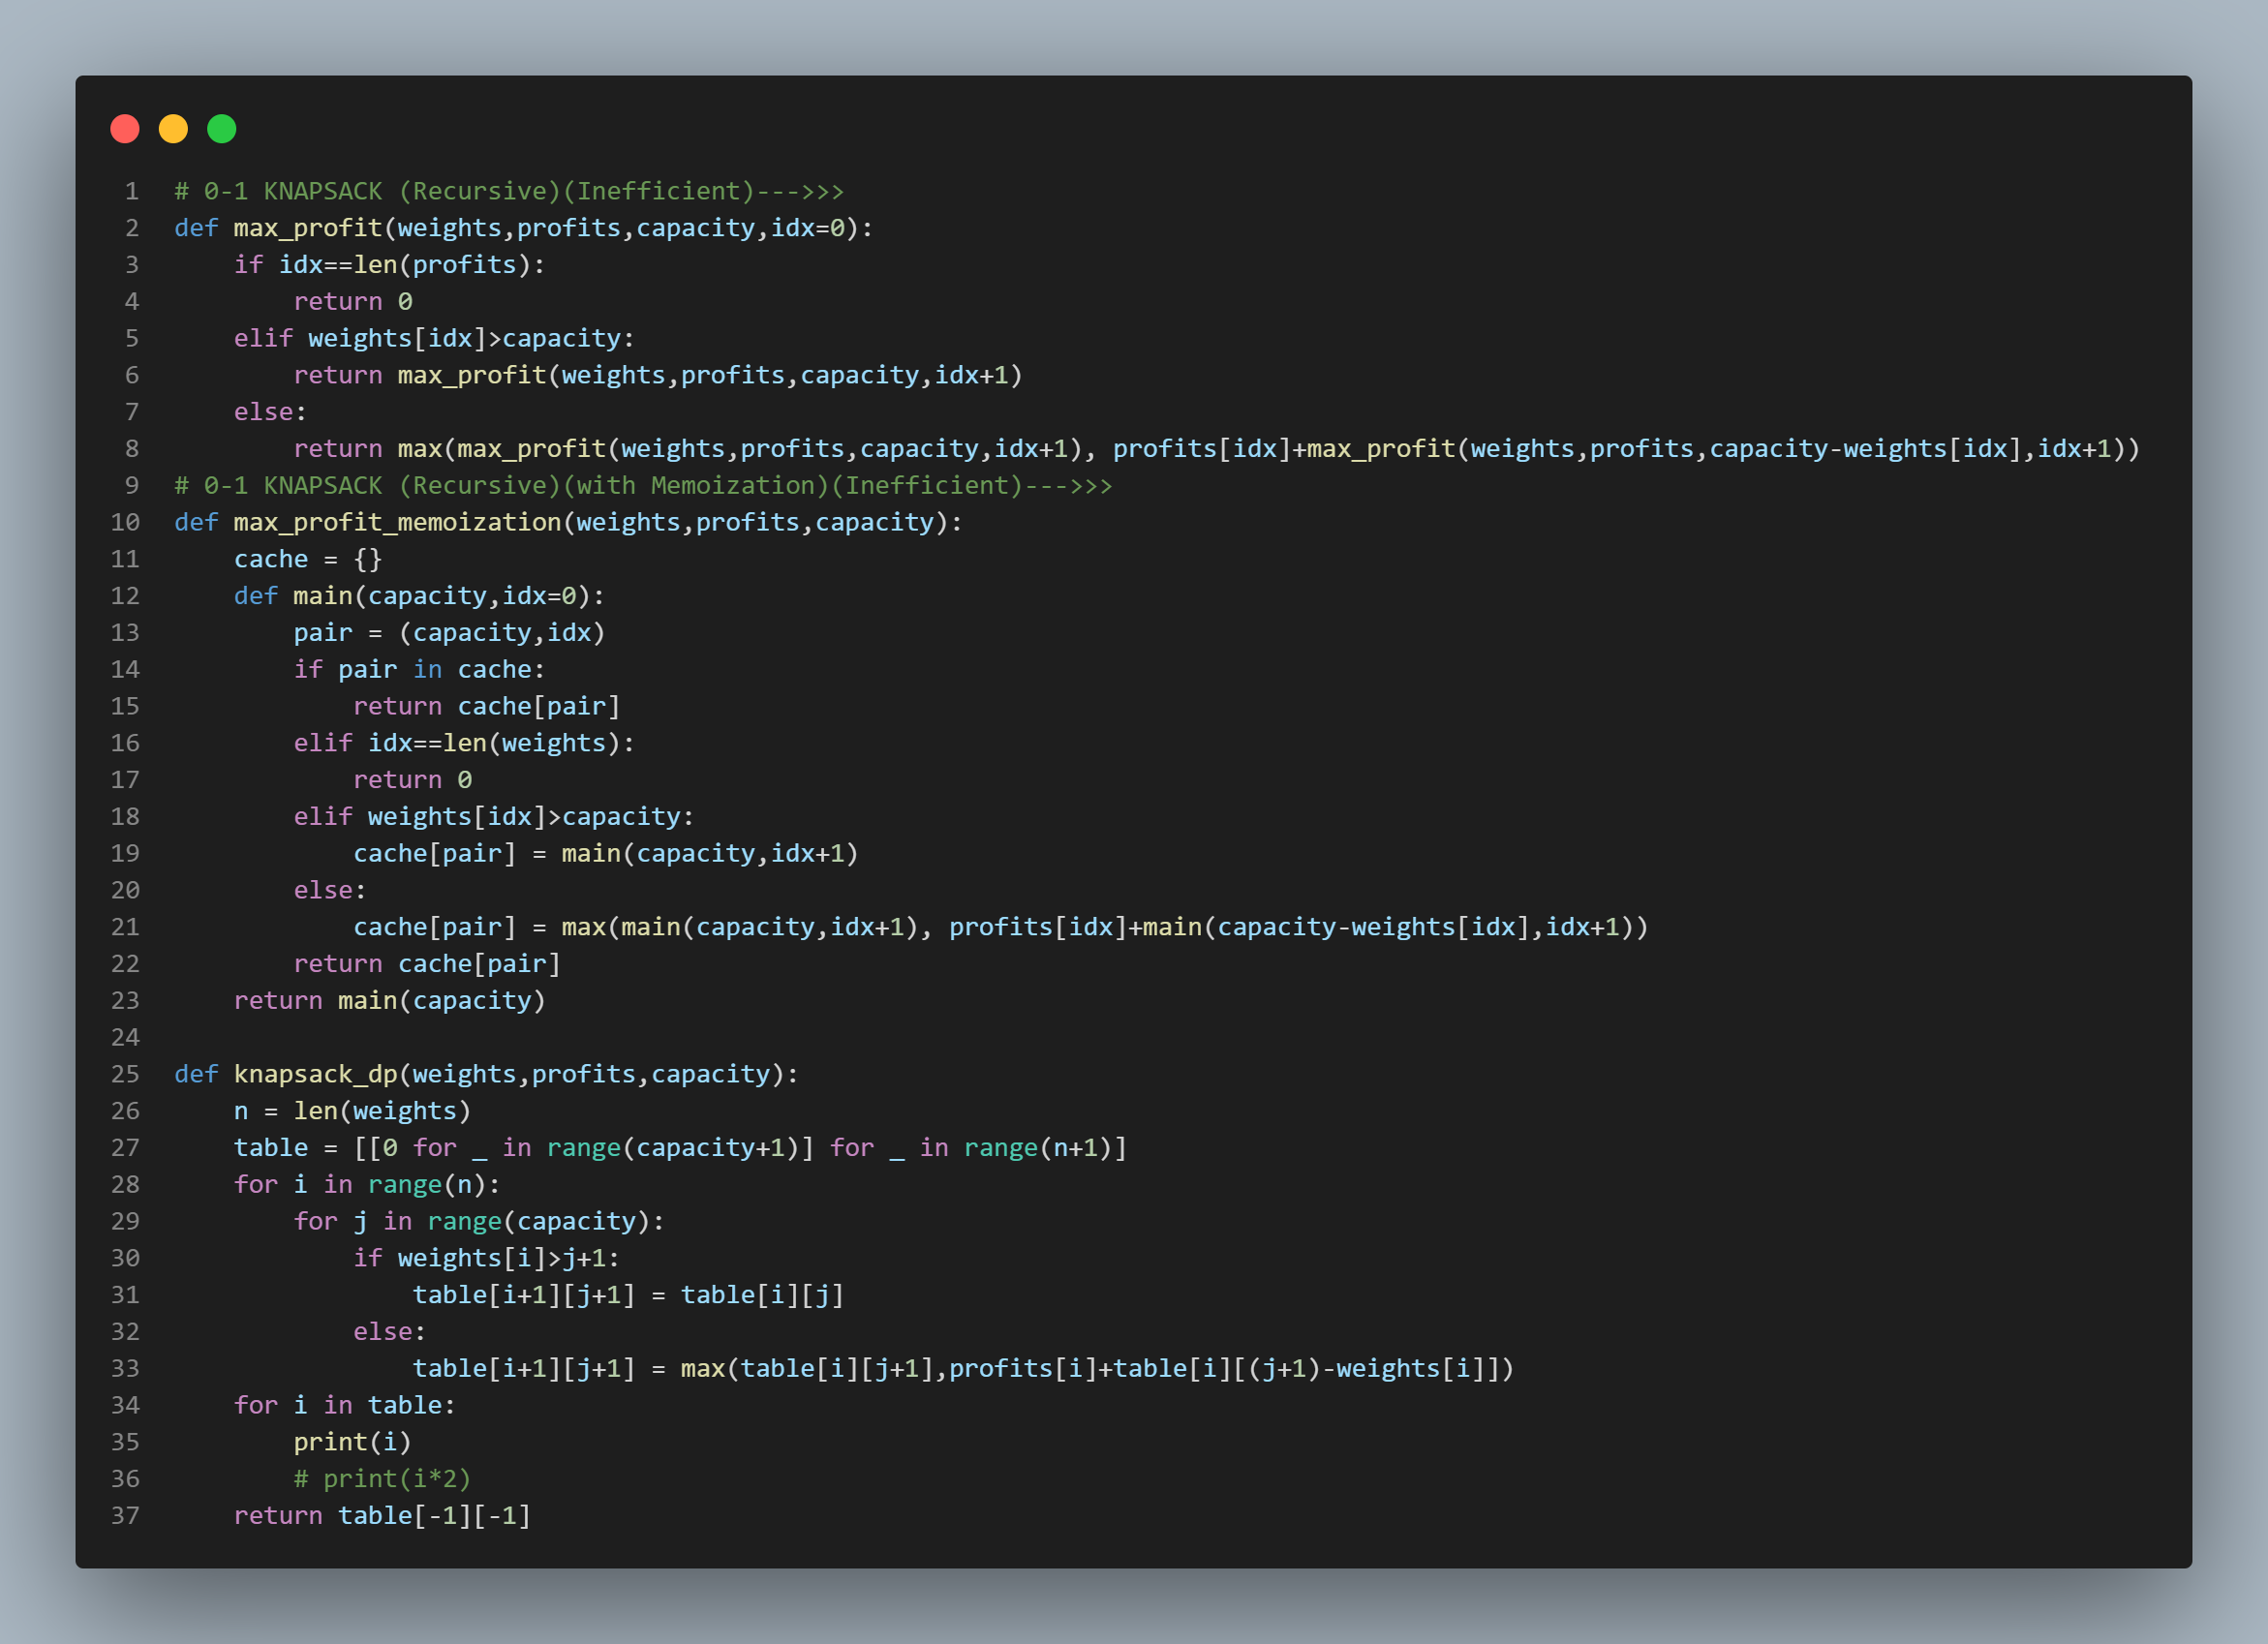 1 # 0-1 KNAPSACK (Recursive)(Inefficient)--->>>
2 def max_profit(weights,profits,capacity,idx=0):
3     if idx==len(profits):
4         return 0
5     elif weights[idx]>capacity:
6         return max_profit(weights,profits,capacity,idx+1)
7     else:
8         return max(max_profit(weights,profits,capacity,idx+1), profits[idx]+max_profit(weights,profits,capacity-weights[idx],idx+1))
9 # 0-1 KNAPSACK (Recursive)(with Memoization)(Inefficient)--->>>
10 def max_profit_memoization(weights,profits,capacity):
11     cache = {}
12     def main(capacity,idx=0):
13         pair = (capacity,idx)
14         if pair in cache:
15             return cache[pair]
16         elif idx==len(weights):
17             return 0
18         elif weights[idx]>capacity:
19             cache[pair] = main(capacity,idx+1)
20         else:
21             cache[pair] = max(main(capacity,idx+1), profits[idx]+main(capacity-weights[idx],idx+1))
22         return cache[pair]
23     return main(capacity)
24
25 def knapsack_dp(weights,profits,capacity):
26     n = len(weights)
27     table = [[0 for _ in range(capacity+1)] for _ in range(n+1)]
28     for i in range(n):
29         for j in range(capacity):
30             if weights[i]>j+1:
31                 table[i+1][j+1] = table[i][j]
32             else:
33                 table[i+1][j+1] = max(table[i][j+1],profits[i]+table[i][(j+1)-weights[i]])
34     for i in table:
35         print(i)
36         # print(i*2)
37     return table[-1][-1]